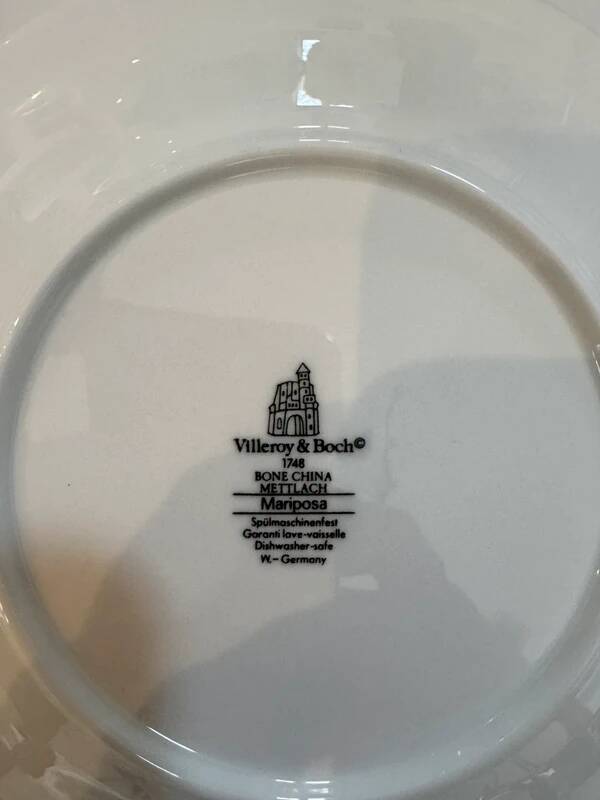 Villeroy & Boch©
1748
BONE CHINA
METTLACH
Mariposa
Spülmaschinenfest
Garanti lave-vaisselle
Dishwasher-safe
W.- Germany